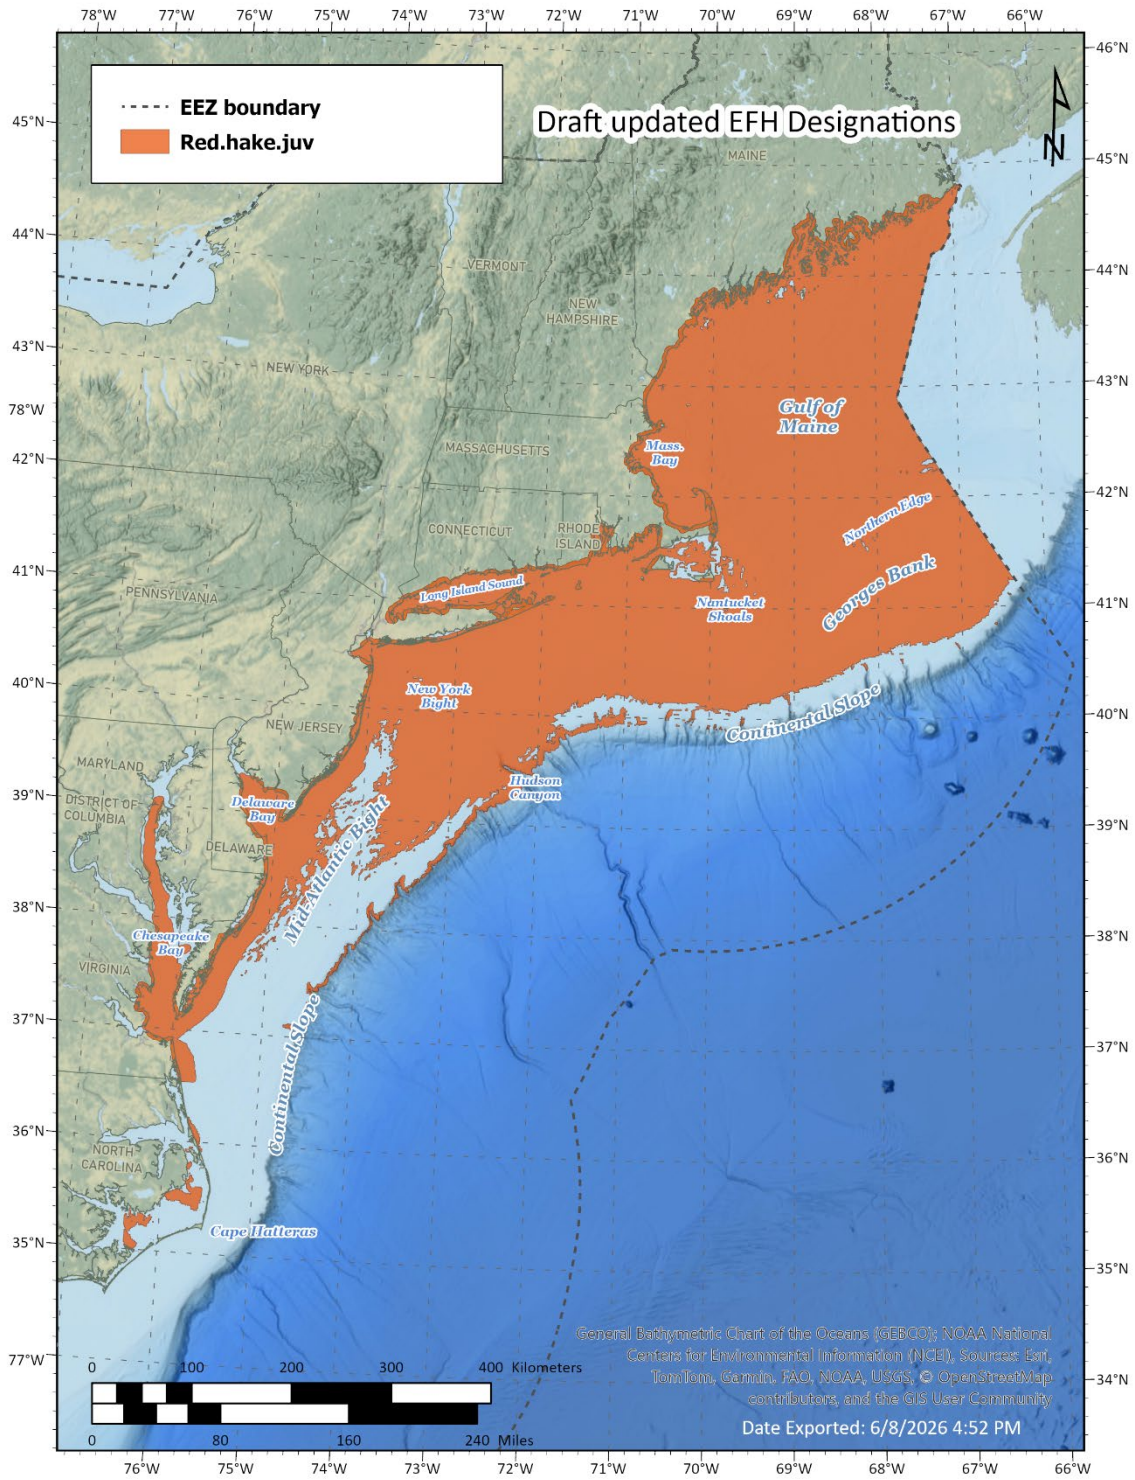 78°W 77°W 76°W 75°W 74°W 73°W 72°W 71°W 70°W 69°W 68°W 67°W 66°W
EEZ boundary
Red.hake.juv
Draft updated EFH Designations
N
46°N
45°N
45°N
MAINE
44°N
44°N
VERMONT
NEW
HAMPSHIRE
43°N
43°N
NEW YORK
78°W
Gulf of
Maine
MASSACHUSETTS
Mass.
Bay
42°N
42°N
Northern Edge
CONNECTICUT
RHODE
ISLAND
41°N
41°N
Long Island Sound
PENNSYLVANIA
Georges Bank
Nantucket
Shoals
40°N
40°N
New York
Bight
Continental Slope
NEW JERSEY
MARYLAND
Hudson
Canyon
39°N
39°N
DISTRICT OF
COLUMBIA
Delaware
Bay
DELAWARE
Mid-Atlantic Bight
38°N
38°N
Chesapeake
Bay
VIRGINIA
37°N
37°N
Continental Slope
36°N
36°N
NORTH
CAROLINA
35°N
35°N
Cape Hatteras
General Bathymetric Chart of the Oceans (GEBCO); NOAA National
Centers for Environmental Information (NCEI), Sources: Esri,
TomTom, Garmin, FAO, NOAA, USGS, © OpenStreetMap
contributors, and the GIS User Community
77°W
34°N
0 100 200 300 400 Kilometers
0 80 160 240 Miles
Date Exported: 6/8/2026 4:52 PM
76°W 75°W 74°W 73°W 72°W 71°W 70°W 69°W 68°W 67°W 66°W